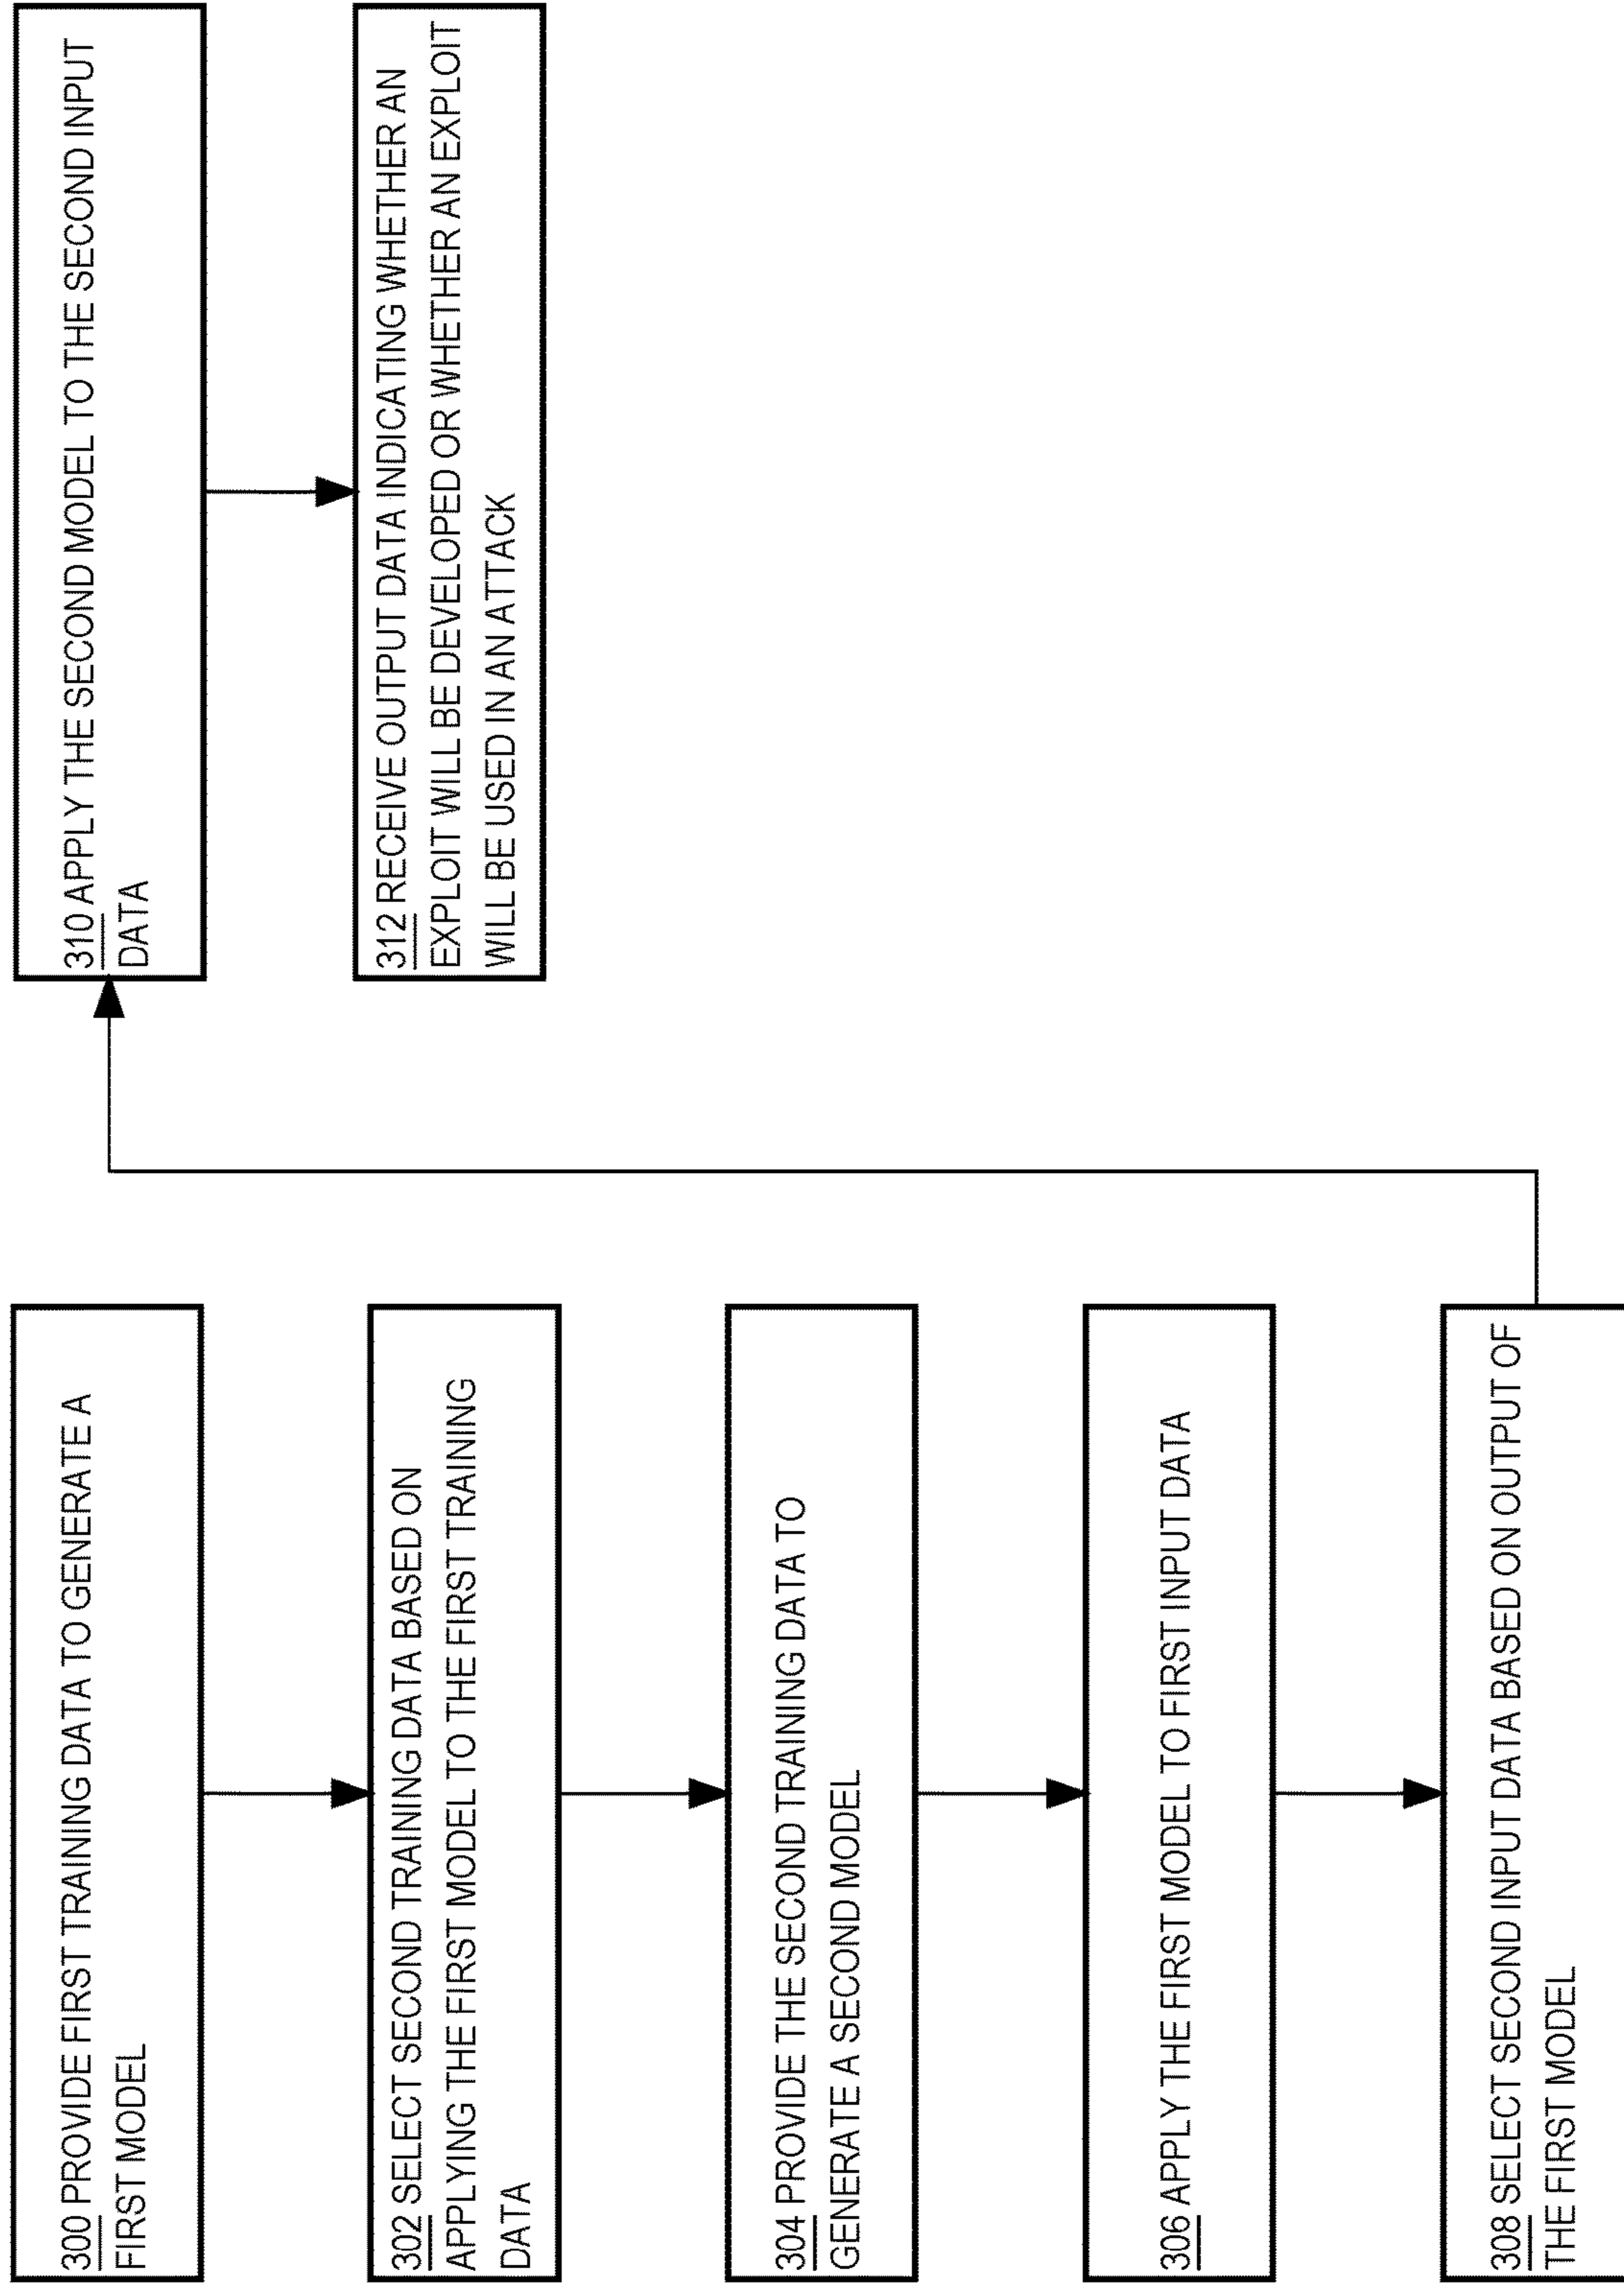 300 PROVIDE FIRST TRAINING DATA TO GENERATE A
FIRST MODEL
302 SELECT SECOND TRAINING DATA BASED ON
APPLYING THE FIRST MODEL TO THE FIRST TRAINING
DATA
304 PROVIDE THE SECOND TRAINING DATA TO
GENERATE A SECOND MODEL
306 APPLY THE FIRST MODEL TO FIRST INPUT DATA
308 SELECT SECOND INPUT DATA BASED ON OUTPUT OF
THE FIRST MODEL
310 APPLY THE SECOND MODEL TO THE SECOND INPUT
DATA
312 RECEIVE OUTPUT DATA INDICATING WHETHER AN
EXPLOIT WILL BE DEVELOPED OR WHETHER AN EXPLOIT
WILL BE USED IN AN ATTACK